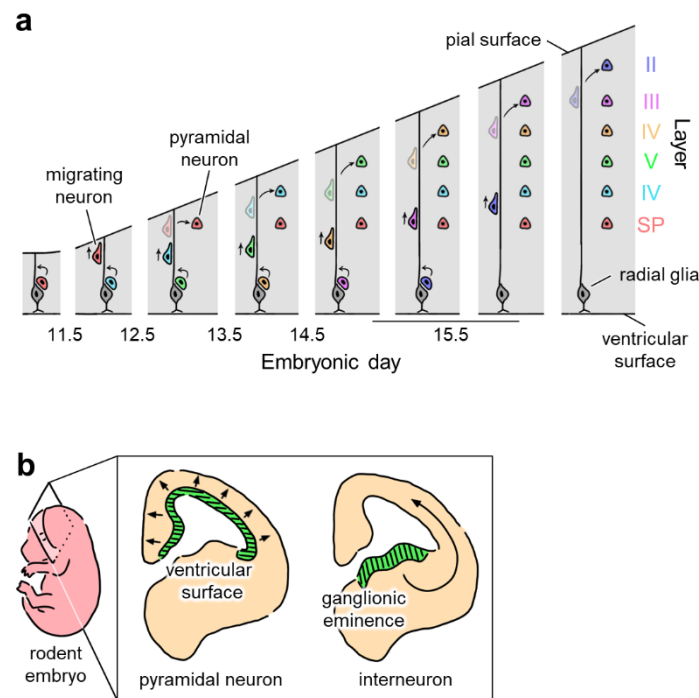 a
pial surface
II
III
IV
V
IV
SP
Layer
pyramidal
neuron
migrating
neuron
radial glia
ventricular
surface
11.5 12.5 13.5 14.5 15.5
Embryonic day
b
ventricular
surface
ganglionic
eminence
rodent
embryo
pyramidal neuron
interneuron